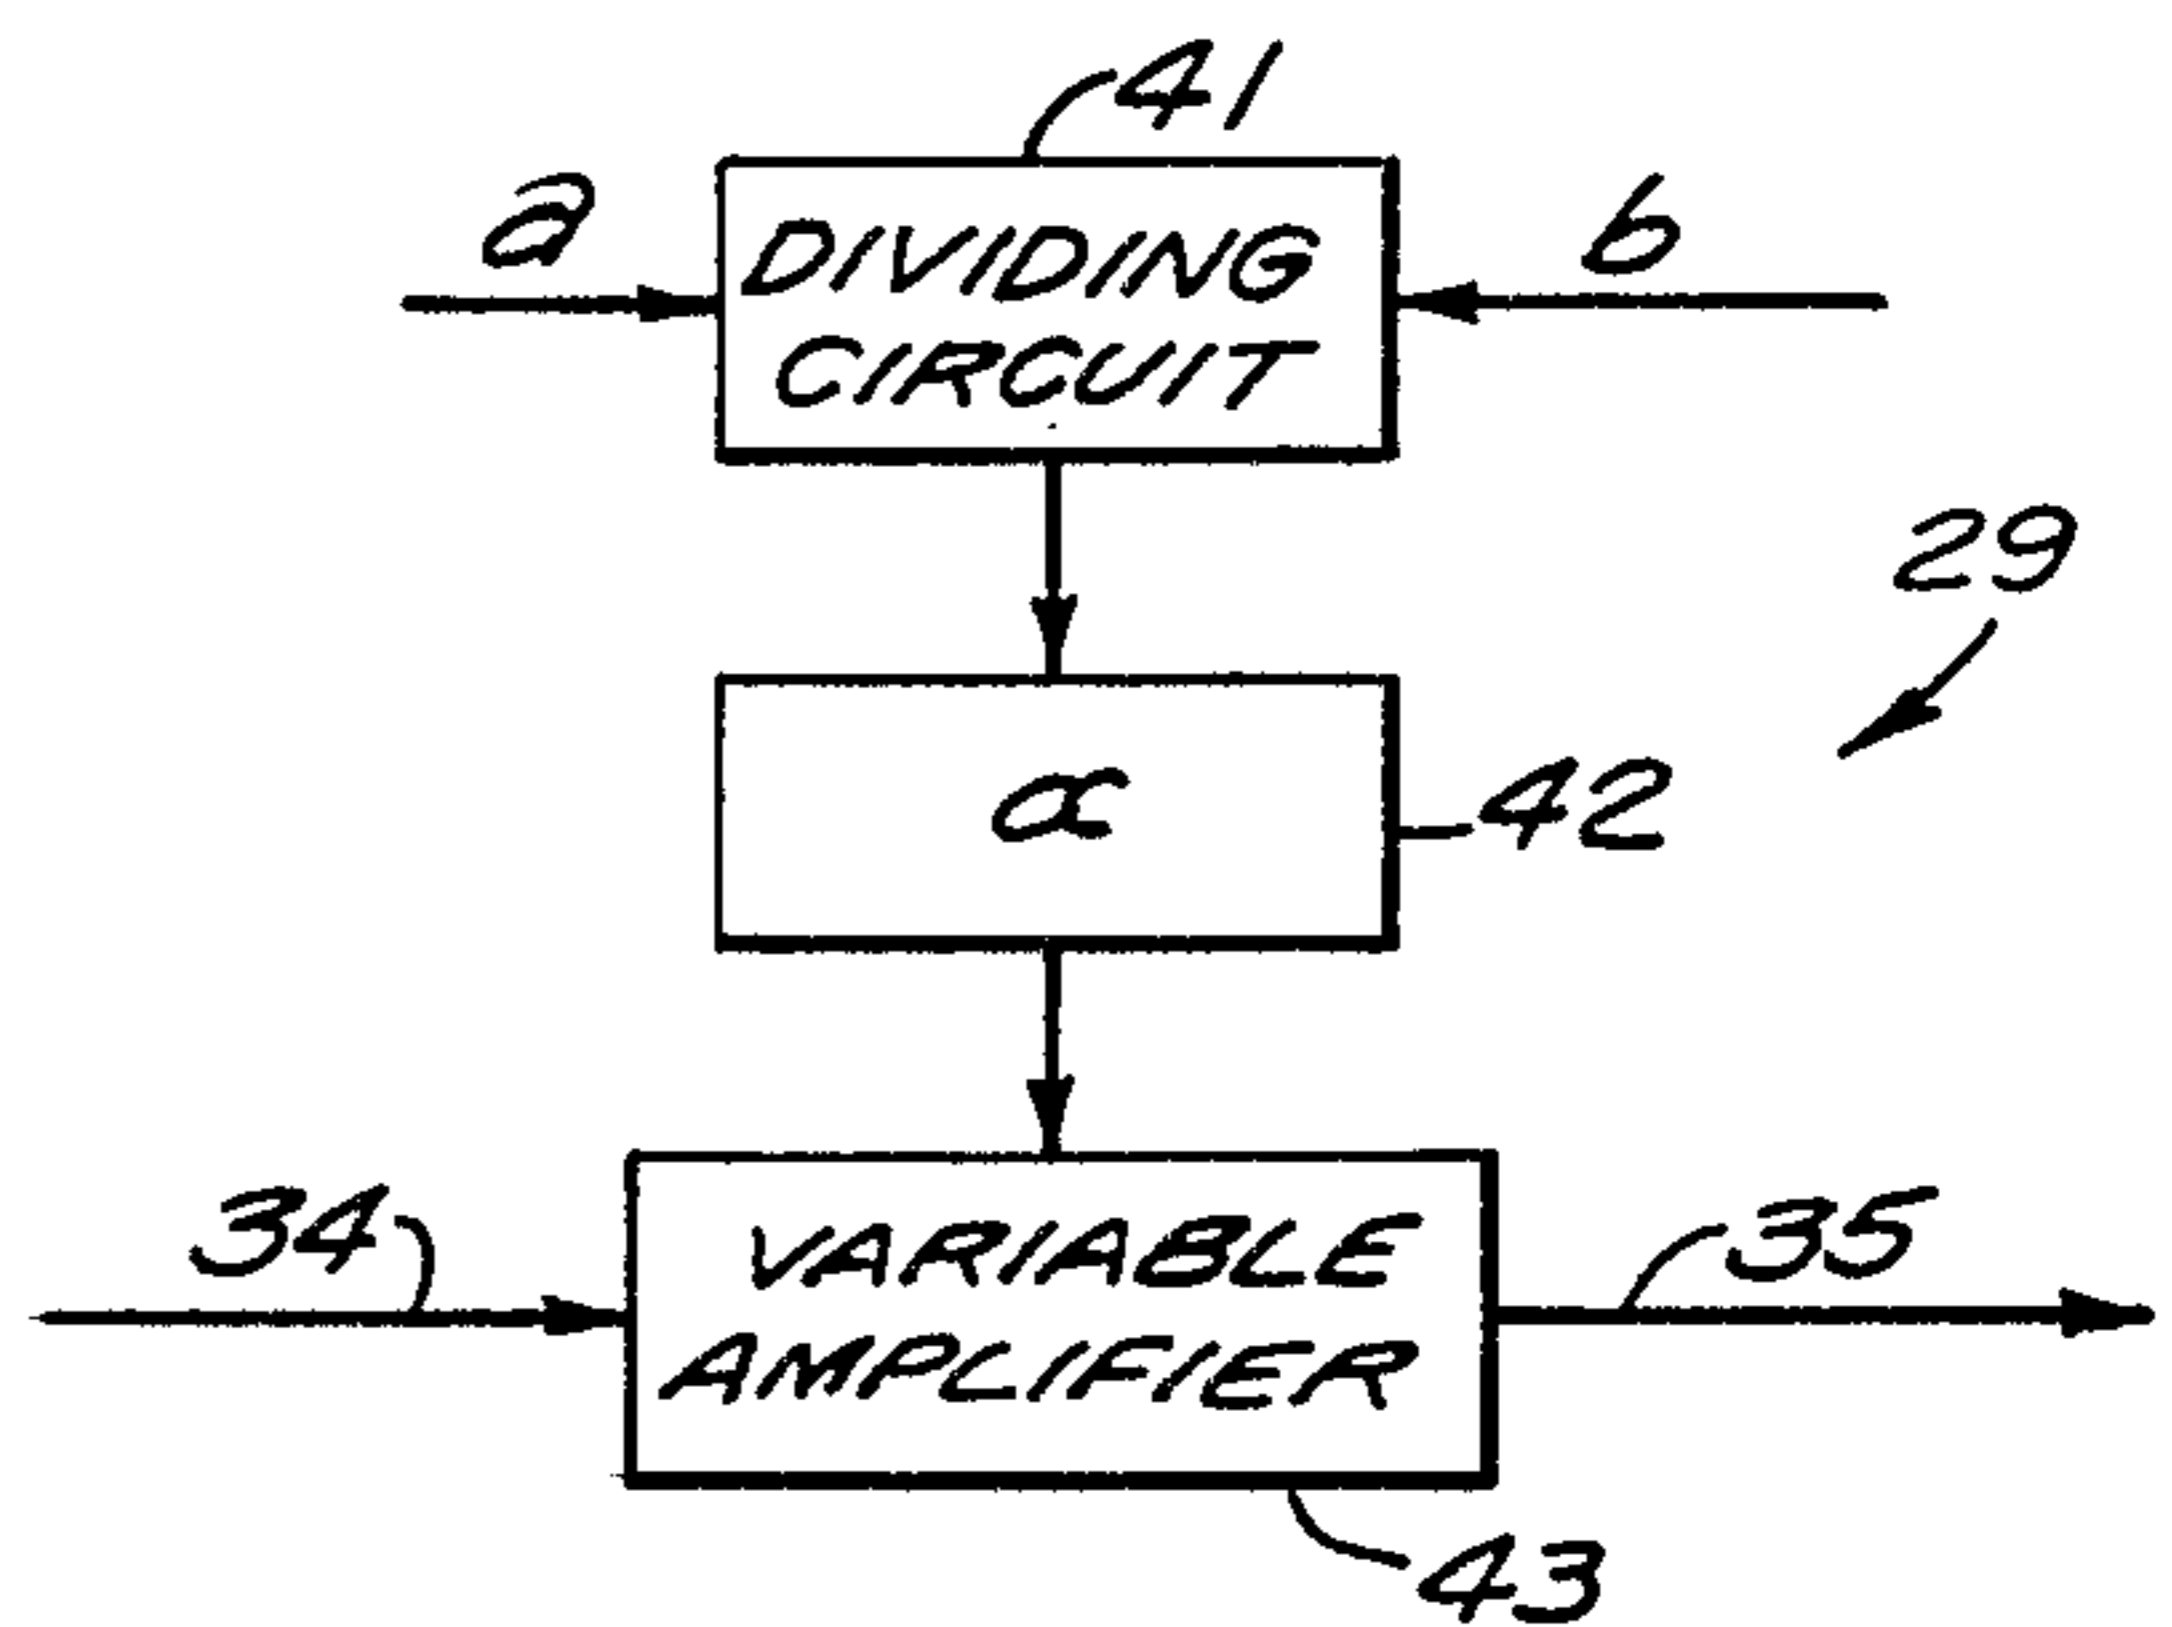 41
a
b
DIVIDING
CIRCUIT
29
α
42
34
35
VARIABLE
AMPLIFIER
43